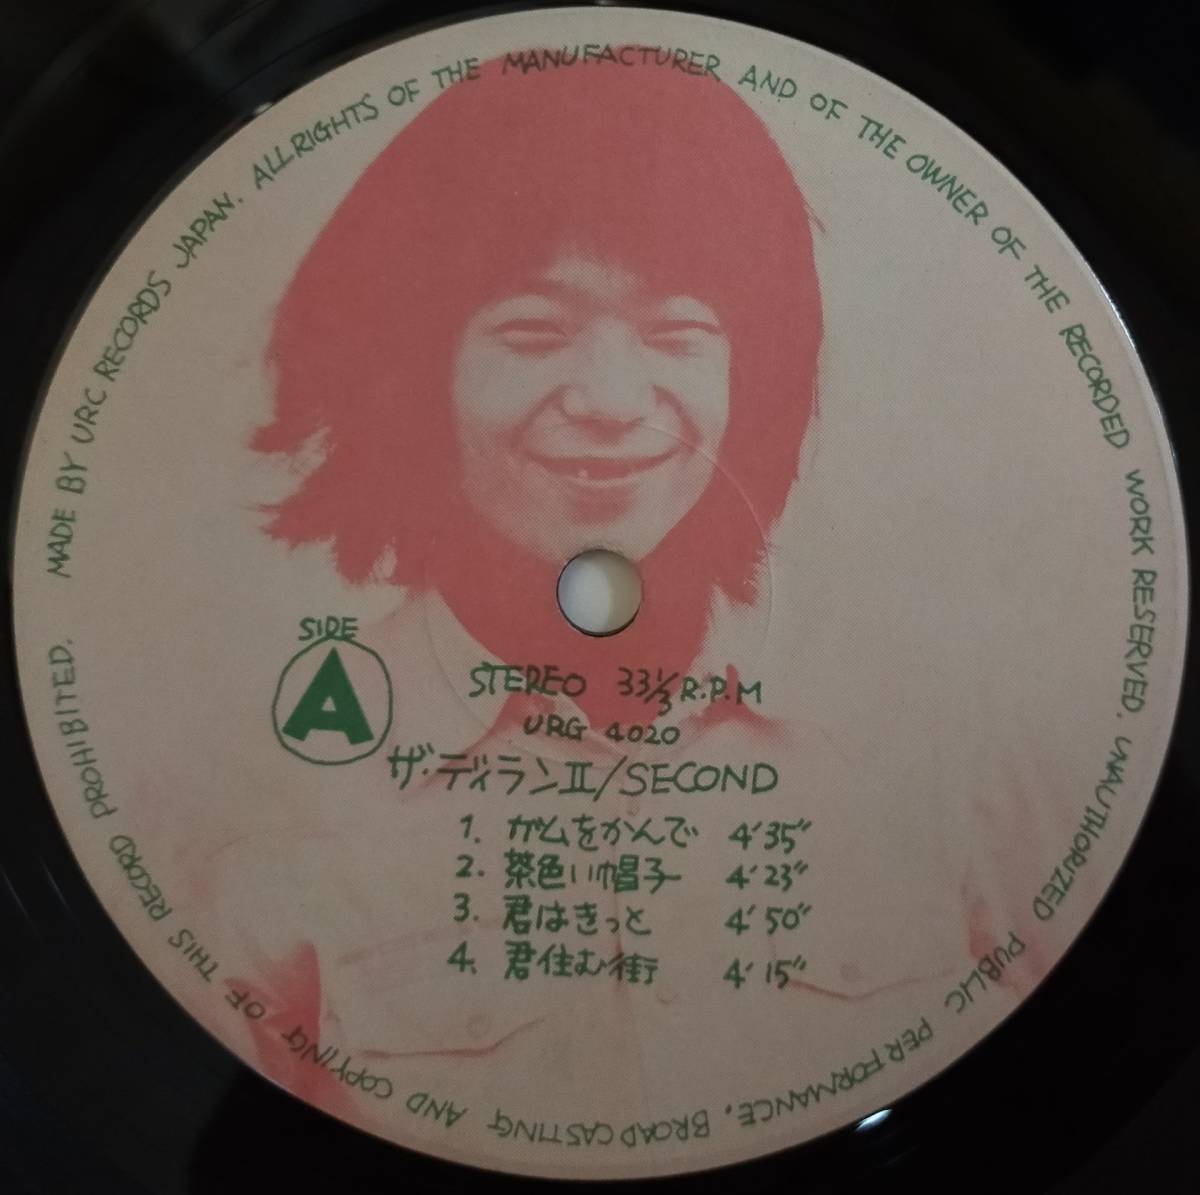 MADE BY URC RECORDS JAPAN. ALL RIGHTS OF THE MANUFACTURER AND OF THE OWNER OF THE RECORDED WORK RESERVED. UNAUTHORIZED PUBLIC PERFORMANCE, BROADCASTING AND COPYING OF THIS RECORD PROHIBITED.
SIDE
A
STEREO 33 1/3 R.P.M
URG 4020
ザ・ディランⅡ/SECOND
1. ガムをかんで 4'35"
2. 茶色い帽子 4'23"
3. 君はきっと 4'50"
4. 君住む街 4'15"